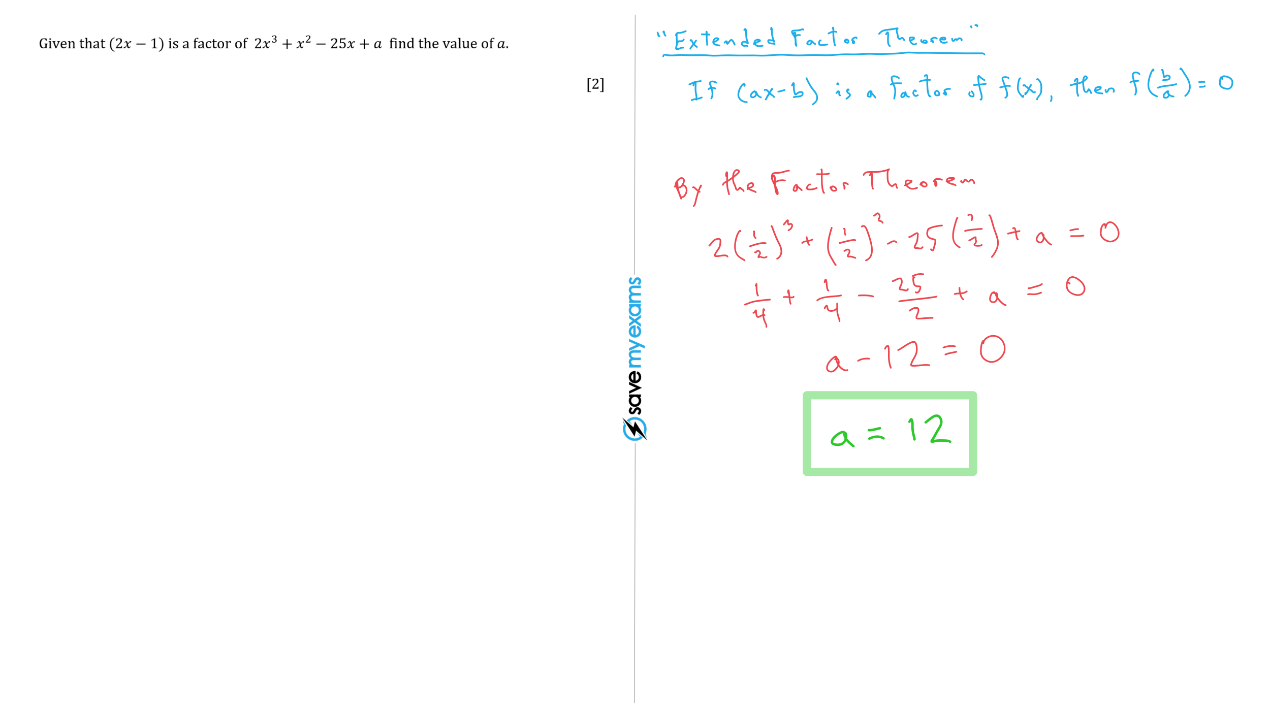 Given that (2x − 1) is a factor of 2x³ + x² − 25x + a find the value of a.
[2]
save my exams
"Extended Factor Theorem"
If (ax-b) is a factor of f(x), then f(b/a) = 0
By the Factor Theorem
2(1/2)³ + (1/2)² - 25(1/2) + a = 0
1/4 + 1/4 - 25/2 + a = 0
a - 12 = 0
a = 12